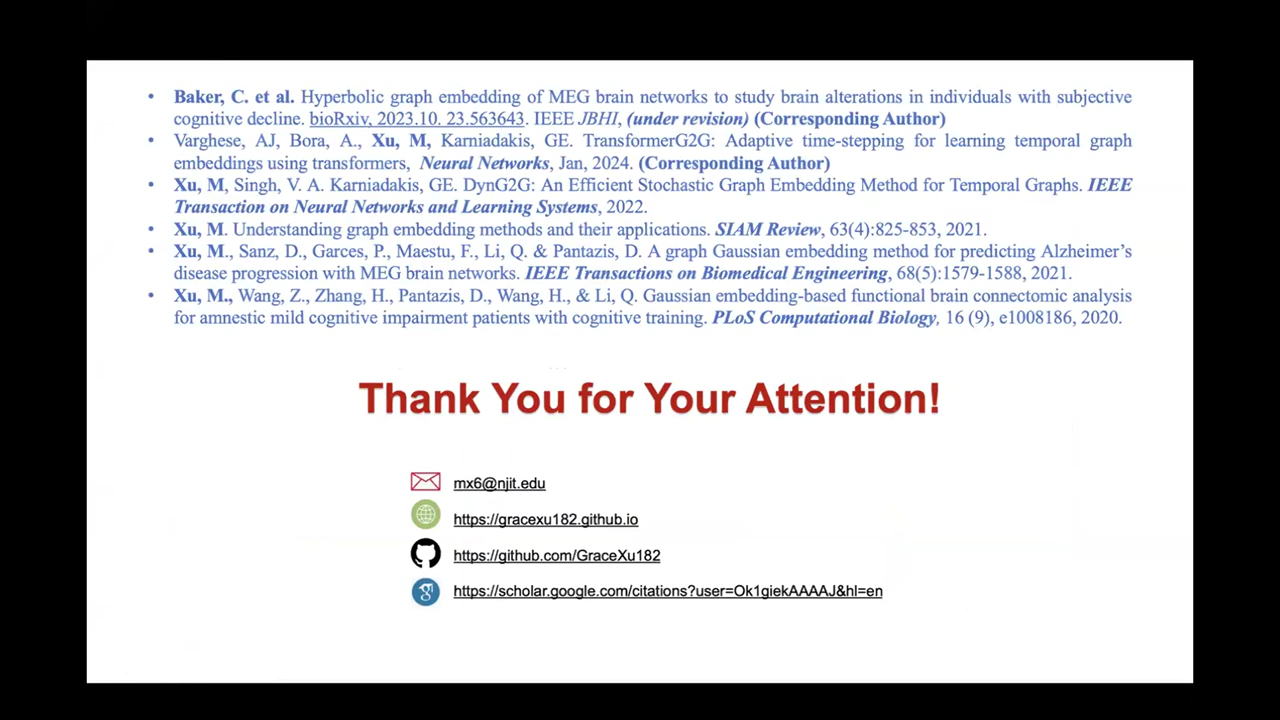 • Baker, C. et al. Hyperbolic graph embedding of MEG brain networks to study brain alterations in individuals with subjective
cognitive decline. bioRxiv, 2023.10. 23.563643. IEEE JBHI, (under revision) (Corresponding Author)
• Varghese, AJ, Bora, A., Xu, M, Karniadakis, GE. TransformerG2G: Adaptive time-stepping for learning temporal graph
embeddings using transformers, Neural Networks, Jan, 2024. (Corresponding Author)
• Xu, M, Singh, V. A. Karniadakis, GE. DynG2G: An Efficient Stochastic Graph Embedding Method for Temporal Graphs. IEEE
Transaction on Neural Networks and Learning Systems, 2022.
• Xu, M. Understanding graph embedding methods and their applications. SIAM Review, 63(4):825-853, 2021.
• Xu, M., Sanz, D., Garces, P., Maestu, F., Li, Q. & Pantazis, D. A graph Gaussian embedding method for predicting Alzheimer's
disease progression with MEG brain networks. IEEE Transactions on Biomedical Engineering, 68(5):1579-1588, 2021.
• Xu, M., Wang, Z., Zhang, H., Pantazis, D., Wang, H., & Li, Q. Gaussian embedding-based functional brain connectomic analysis
for amnestic mild cognitive impairment patients with cognitive training. PLoS Computational Biology, 16 (9), e1008186, 2020.
Thank You for Your Attention!
mx6@njit.edu
https://gracexu182.github.io
https://github.com/GraceXu182
https://scholar.google.com/citations?user=Ok1giekAAAAJ&hl=en